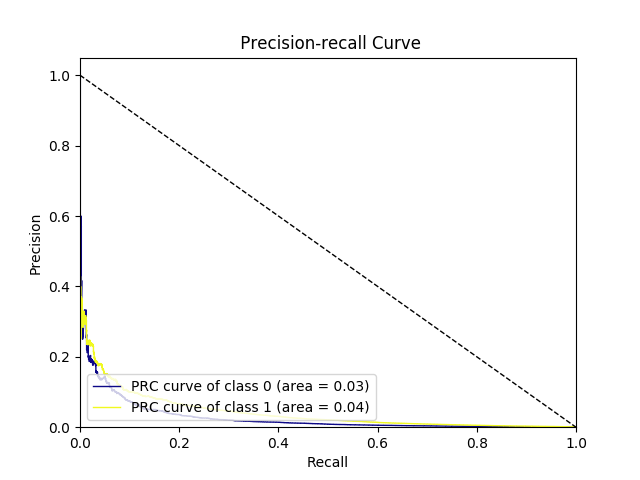 Precision-recall Curve
1.0
0.8
0.6
0.4
0.2
0.0
Precision
PRC curve of class 0 (area = 0.03)
PRC curve of class 1 (area = 0.04)
0.0 0.2 0.4 0.6 0.8 1.0
Recall